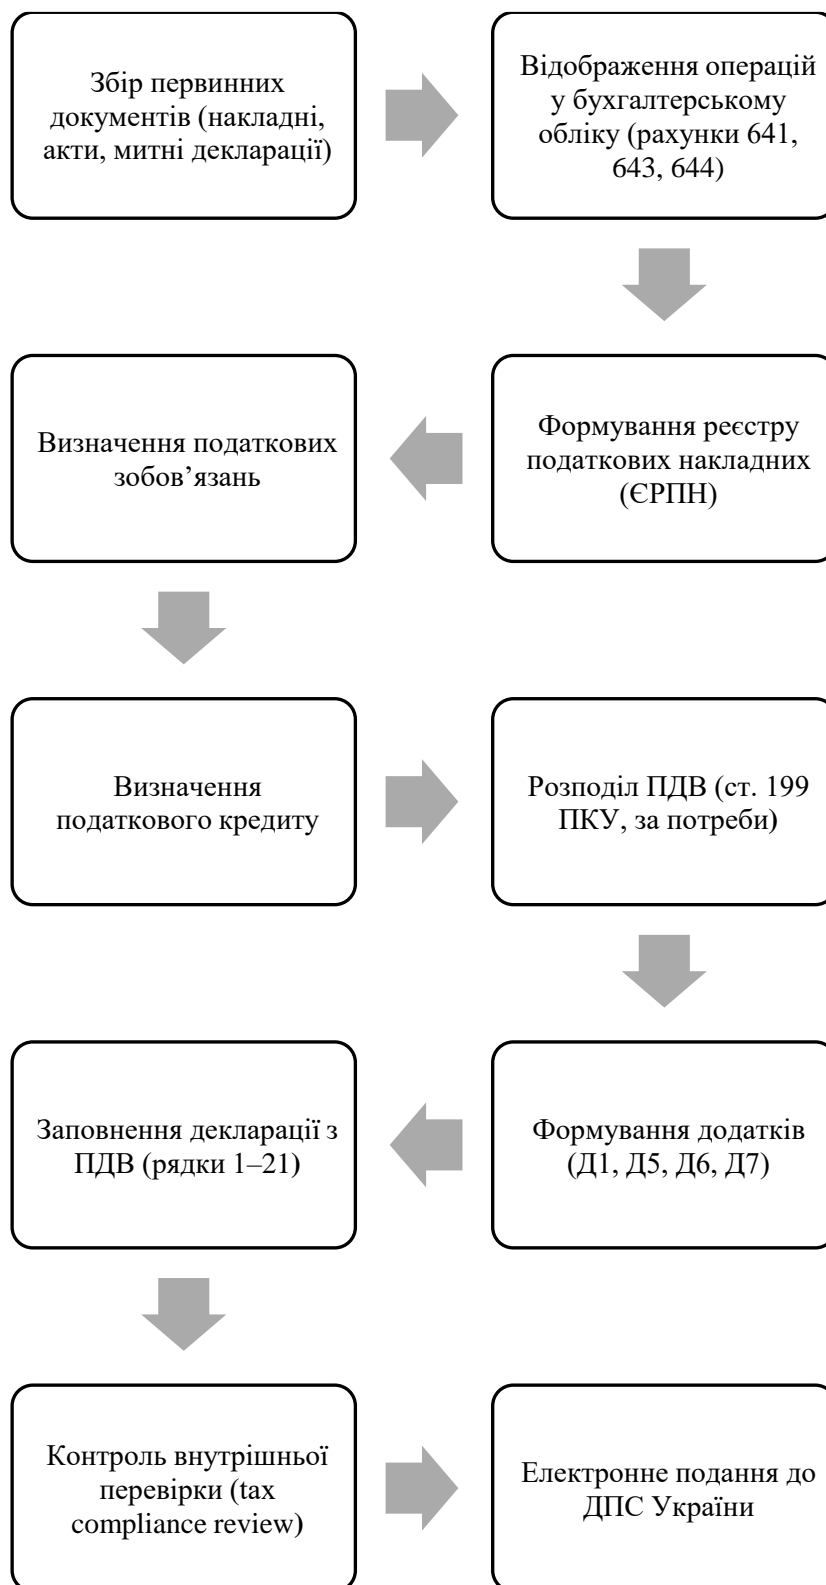 Збір первинних
документів (накладні,
акти, митні декларації)
Відображення операцій
у бухгалтерському
обліку (рахунки 641,
643, 644)
Формування реєстру
податкових накладних
(ЄРПН)
Визначення податкових
зобов’язань
Визначення
податкового кредиту
Розподіл ПДВ (ст. 199
ПКУ, за потреби)
Формування додатків
(Д1, Д5, Д6, Д7)
Заповнення декларації з
ПДВ (рядки 1–21)
Контроль внутрішньої
перевірки (tax
compliance review)
Електронне подання до
ДПС України